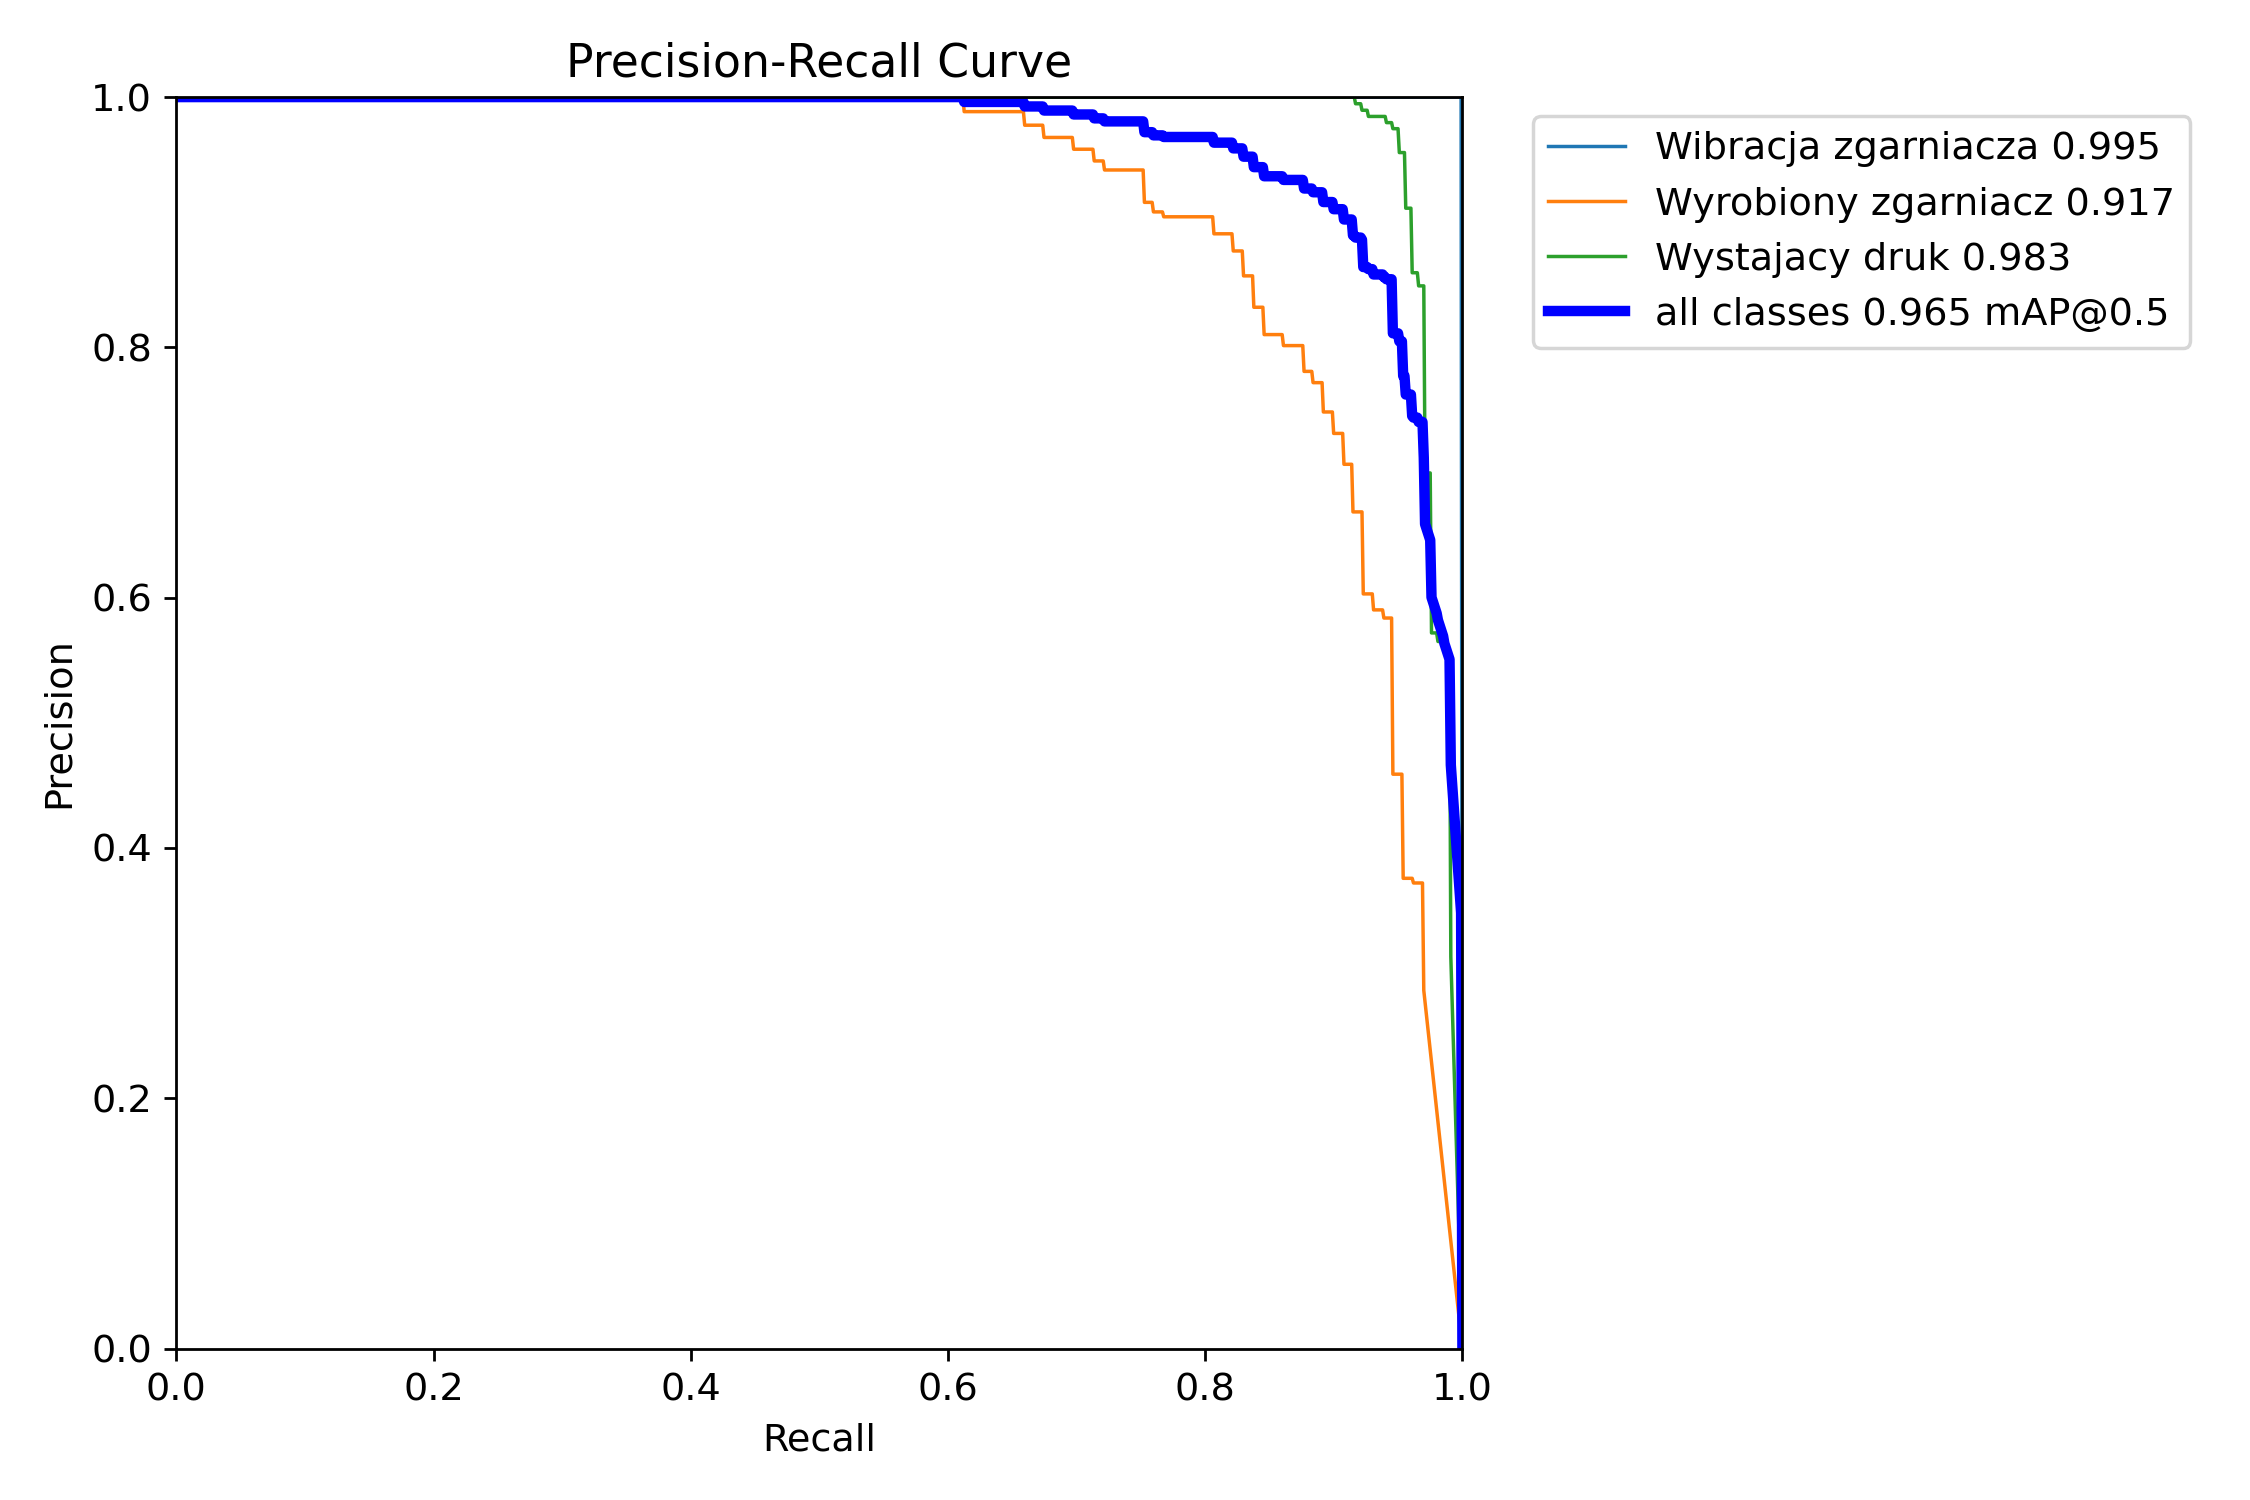 Precision-Recall Curve
1.0
0.8
0.6
0.4
0.2
0.0
Precision
0.0 0.2 0.4 0.6 0.8 1.0
Recall
Wibracja zgarniacza 0.995
Wyrobiony zgarniacz 0.917
Wystajacy druk 0.983
all classes 0.965 mAP@0.5